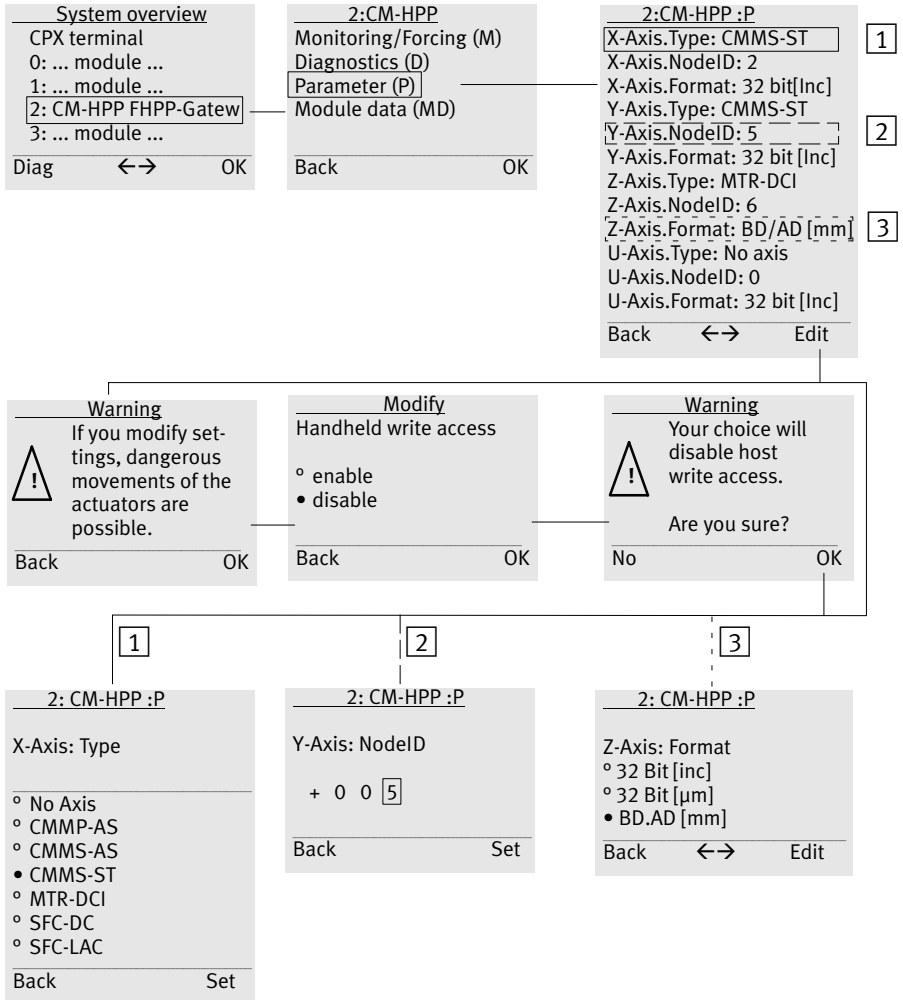 System overview
CPX terminal
0: ... module ...
1: ... module ...
2: CM-HPP FHPP-Gatew
3: ... module ...
Diag ←→ OK
2:CM-HPP
Monitoring/Forcing (M)
Diagnostics (D)
Parameter (P)
Module data (MD)
Back OK
2:CM-HPP :P
X-Axis.Type: CMMS-ST
X-Axis.NodeID: 2
X-Axis.Format: 32 bit[Inc]
Y-Axis.Type: CMMS-ST
Y-Axis.NodeID: 5
Y-Axis.Format: 32 bit [Inc]
Z-Axis.Type: MTR-DCI
Z-Axis.NodeID: 6
Z-Axis.Format: BD/AD [mm]
U-Axis.Type: No axis
U-Axis.NodeID: 0
U-Axis.Format: 32 bit [Inc]
Back ←→ Edit
1
2
3
Warning
If you modify set-
tings, dangerous
movements of the
actuators are
possible.
!
Back OK
Modify
Handheld write access
° enable
• disable
Back OK
Warning
Your choice will
disable host
write access.
!
Are you sure?
No OK
1
2
3
2: CM-HPP :P
X-Axis: Type
° No Axis
° CMMP-AS
° CMMS-AS
• CMMS-ST
° MTR-DCI
° SFC-DC
° SFC-LAC
Back Set
2: CM-HPP :P
Y-Axis: NodeID
+ 0 0 5
Back Set
2: CM-HPP :P
Z-Axis: Format
° 32 Bit [inc]
° 32 Bit [µm]
• BD.AD [mm]
Back ←→ Edit